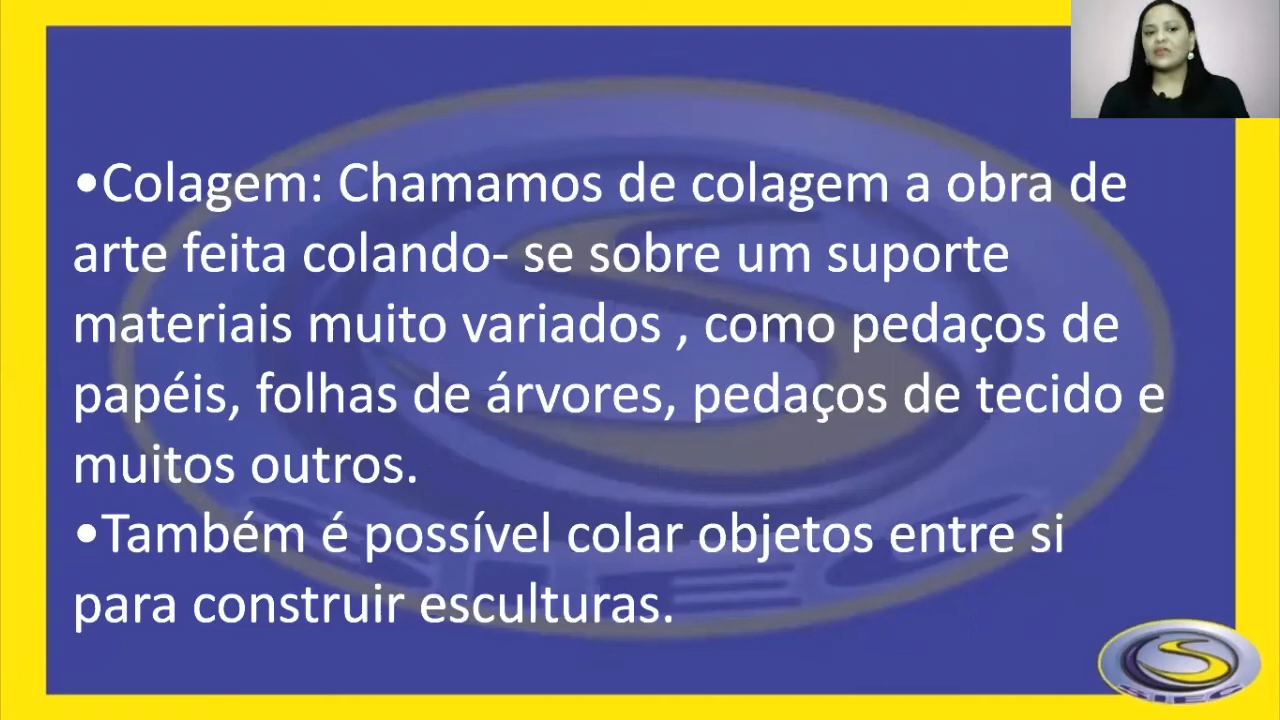 •Colagem: Chamamos de colagem a obra de
arte feita colando- se sobre um suporte
materiais muito variados , como pedaços de
papéis, folhas de árvores, pedaços de tecido e
muitos outros.
•Também é possível colar objetos entre si
para construir esculturas.